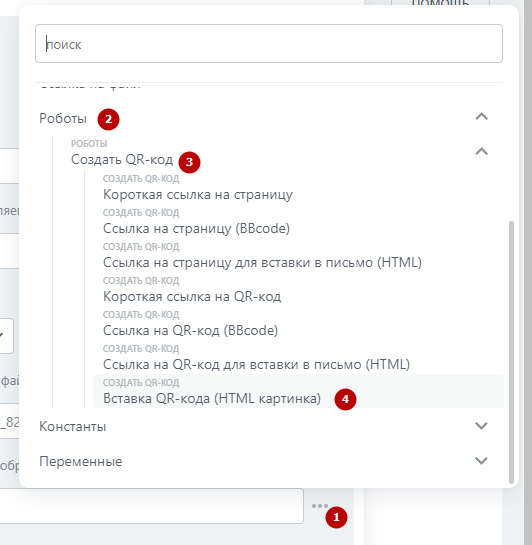 помощь
поиск
Ссылка на файл
Роботы 2
РОБОТЫ
Создать QR-код 3
СОЗДАТЬ QR-КОД
Короткая ссылка на страницу
СОЗДАТЬ QR-КОД
Ссылка на страницу (BBcode)
СОЗДАТЬ QR-КОД
Ссылка на страницу для вставки в письмо (HTML)
СОЗДАТЬ QR-КОД
Короткая ссылка на QR-код
СОЗДАТЬ QR-КОД
Ссылка на QR-код (BBcode)
СОЗДАТЬ QR-КОД
Ссылка на QR-код для вставки в письмо (HTML)
СОЗДАТЬ QR-КОД
Вставка QR-кода (HTML картинка) 4
_82
Константы
Переменные
1